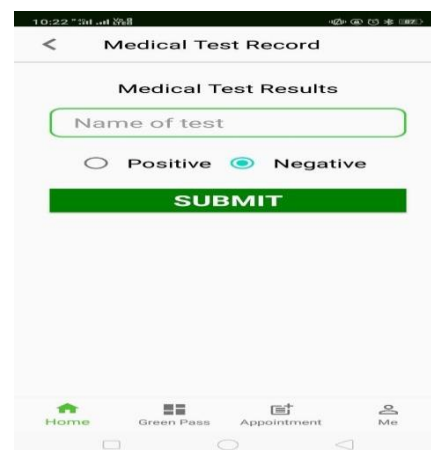 10:22
Medical Test Record
Medical Test Results
Name of test
Positive Negative
SUBMIT
Home Green Pass Appointment Me